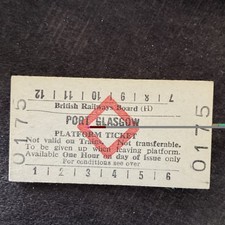 7 8 9 10 11 12
British Railways Board (H)
PORT GLASGOW
PLATFORM TICKET
Not valid on Trains. Not transferable.
To be given up when leaving platform.
Available One Hour on day of Issue only
For conditions see over
1 2 3 4 5 6
0175
0175